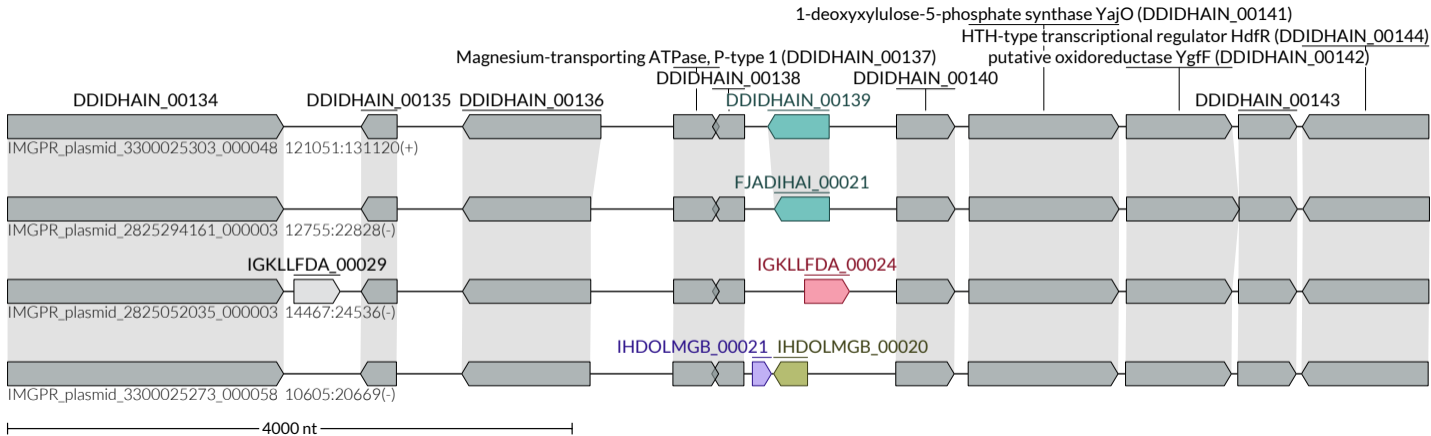 1-deoxyxylulose-5-phosphate synthase YajO (DDIDHAIN_00141)
HTH-type transcriptional regulator HdfR (DDIDHAIN_00144)
Magnesium-transporting ATPase, P-type 1 (DDIDHAIN_00137) putative oxidoreductase YgfF (DDIDHAIN_00142)
DDIDHAIN_00138 DDIDHAIN_00140
DDIDHAIN_00134 DDIDHAIN_00135 DDIDHAIN_00136 DDIDHAIN_00139 DDIDHAIN_00143
IMGPR_plasmid_3300025303_000048 121051:131120(+)
FJADIHAI_00021
IMGPR_plasmid_2825294161_000003 12755:22828(-)
IGKLLFDA_00029 IGKLLFDA_00024
IMGPR_plasmid_2825052035_000003 14467:24536(-)
IHDOLMGB_00021 IHDOLMGB_00020
IMGPR_plasmid_3300025273_000058 10605:20669(-)
4000 nt